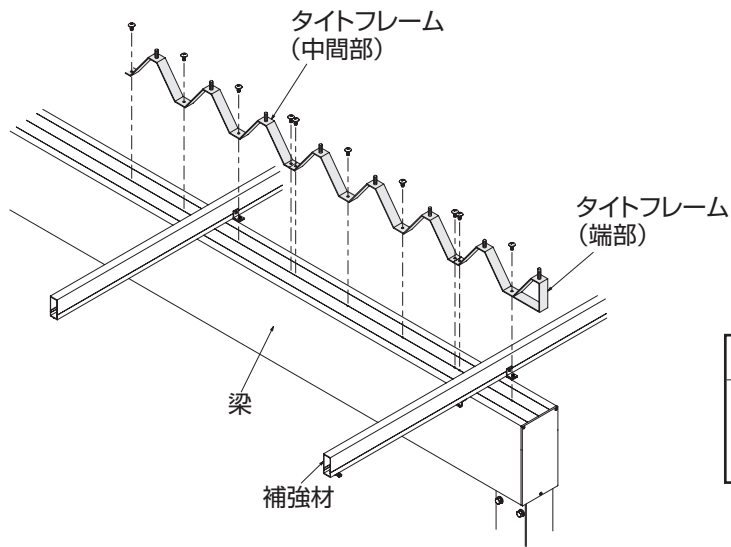 タイトフレーム
（中間部）
タイトフレーム
（端部）
梁
補強材